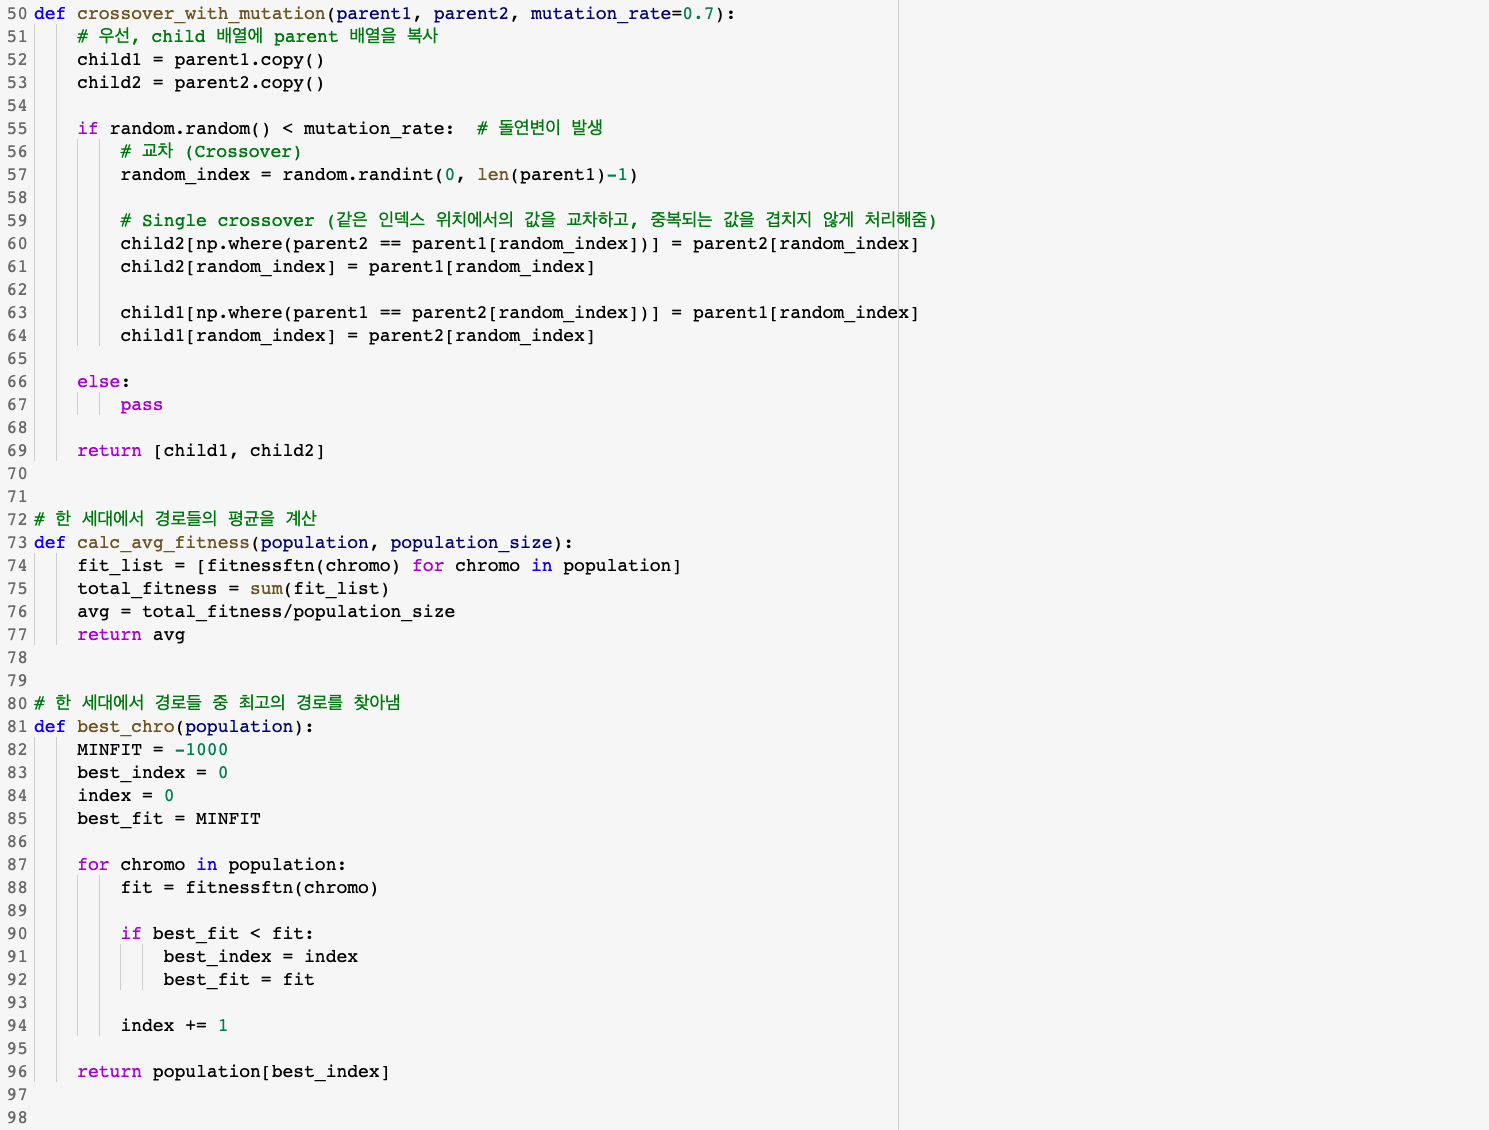 50 def crossover_with_mutation(parent1, parent2, mutation_rate=0.7):
51     # 우선, child 배열에 parent 배열을 복사
52     child1 = parent1.copy()
53     child2 = parent2.copy()
54
55     if random.random() < mutation_rate:  # 돌연변이 발생
56         # 교차 (Crossover)
57         random_index = random.randint(0, len(parent1)-1)
58
59         # Single crossover (같은 인덱스 위치에서의 값을 교차하고, 중복되는 값을 겹치지 않게 처리해줌)
60         child2[np.where(parent2 == parent1[random_index])] = parent2[random_index]
61         child2[random_index] = parent1[random_index]
62
63         child1[np.where(parent1 == parent2[random_index])] = parent1[random_index]
64         child1[random_index] = parent2[random_index]
65
66     else:
67         pass
68
69     return [child1, child2]
70
71
72 # 한 세대에서 경로들의 평균을 계산
73 def calc_avg_fitness(population, population_size):
74     fit_list = [fitnessftn(chromo) for chromo in population]
75     total_fitness = sum(fit_list)
76     avg = total_fitness/population_size
77     return avg
78
79
80 # 한 세대에서 경로들 중 최고의 경로를 찾아냄
81 def best_chro(population):
82     MINFIT = -1000
83     best_index = 0
84     index = 0
85     best_fit = MINFIT
86
87     for chromo in population:
88         fit = fitnessftn(chromo)
89
90         if best_fit < fit:
91             best_index = index
92             best_fit = fit
93
94         index += 1
95
96     return population[best_index]
97
98